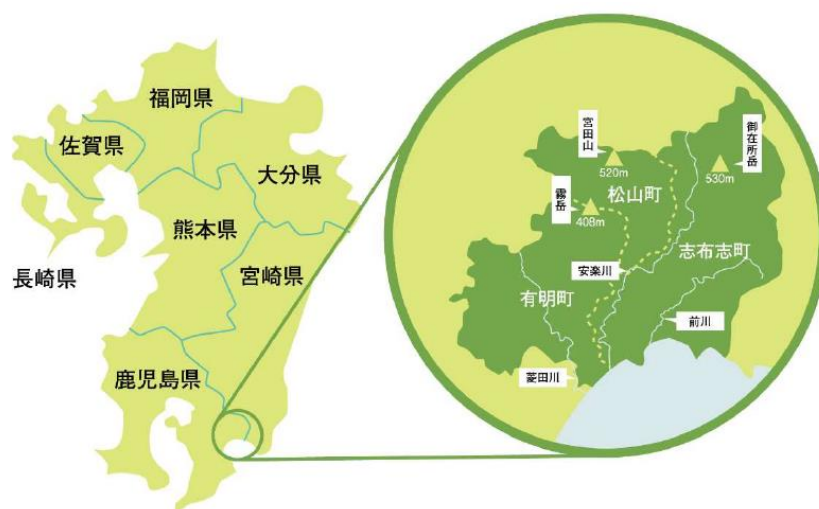 福岡県
佐賀県
大分県
熊本県
長崎県
宮崎県
鹿児島県
宮田山
520m
御在所岳
530m
松山町
霧岳
408m
志布志町
安楽川
有明町
前川
菱田川